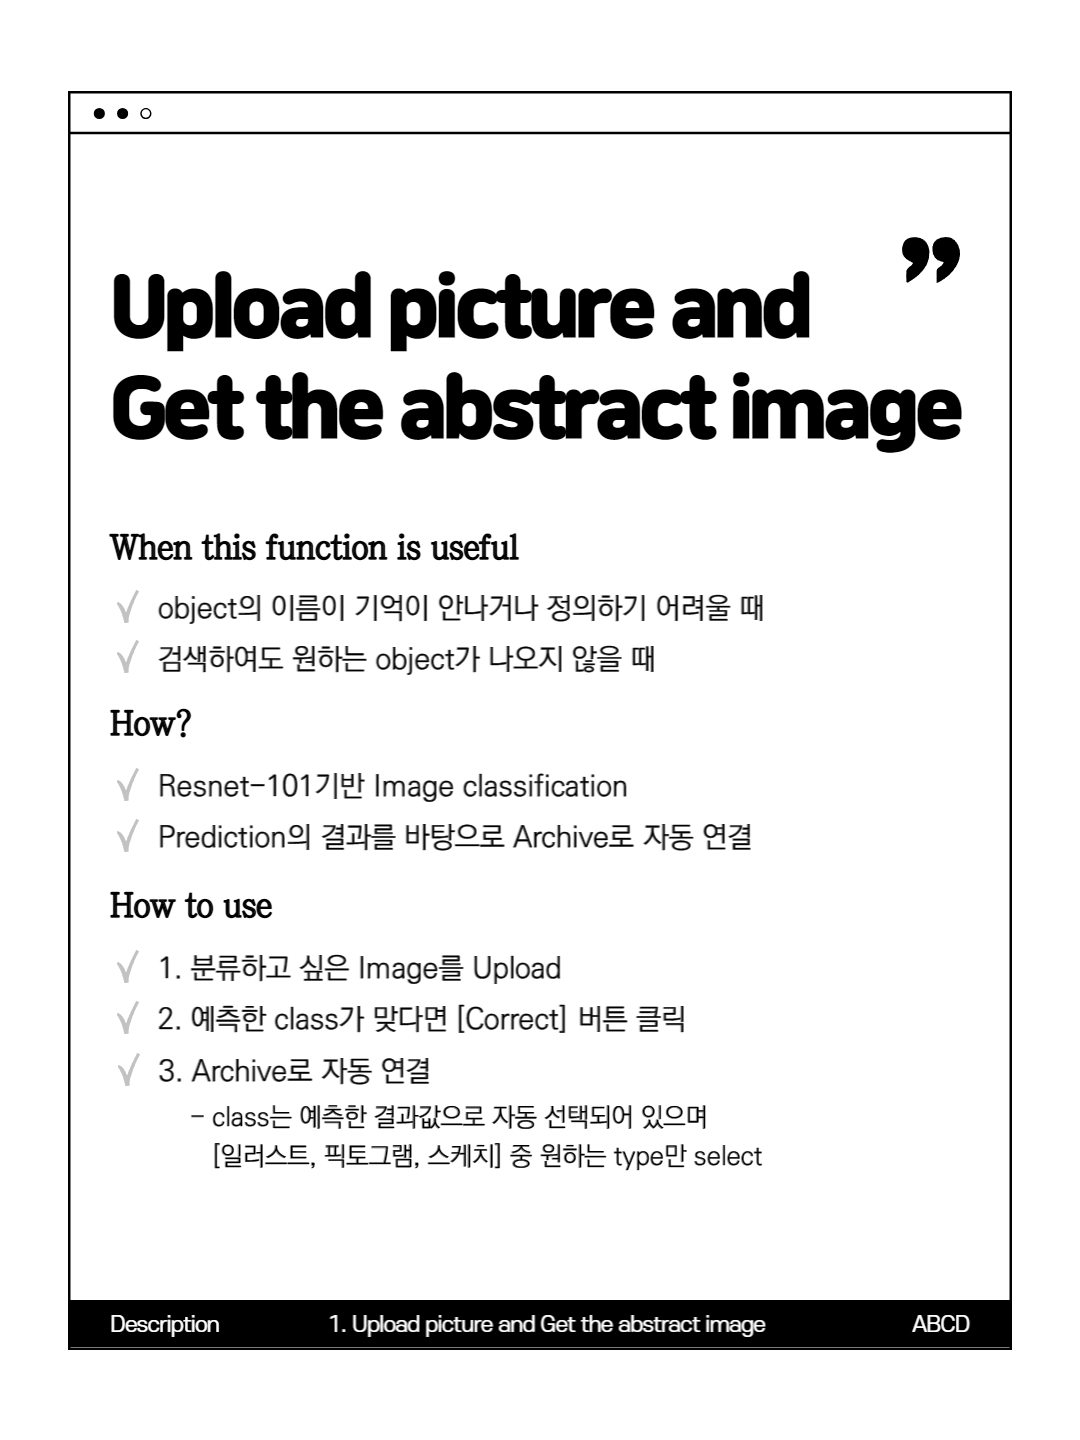 ”
Upload picture and
Get the abstract image
When this function is useful
√ object의 이름이 기억이 안나거나 정의하기 어려울 때
√ 검색하여도 원하는 object가 나오지 않을 때
How?
√ Resnet-101기반 Image classification
√ Prediction의 결과를 바탕으로 Archive로 자동 연결
How to use
√ 1. 분류하고 싶은 Image를 Upload
√ 2. 예측한 class가 맞다면 [Correct] 버튼 클릭
√ 3. Archive로 자동 연결
- class는 예측한 결과값으로 자동 선택되어 있으며
[일러스트, 픽토그램, 스케치] 중 원하는 type만 select
Description 1. Upload picture and Get the abstract image ABCD